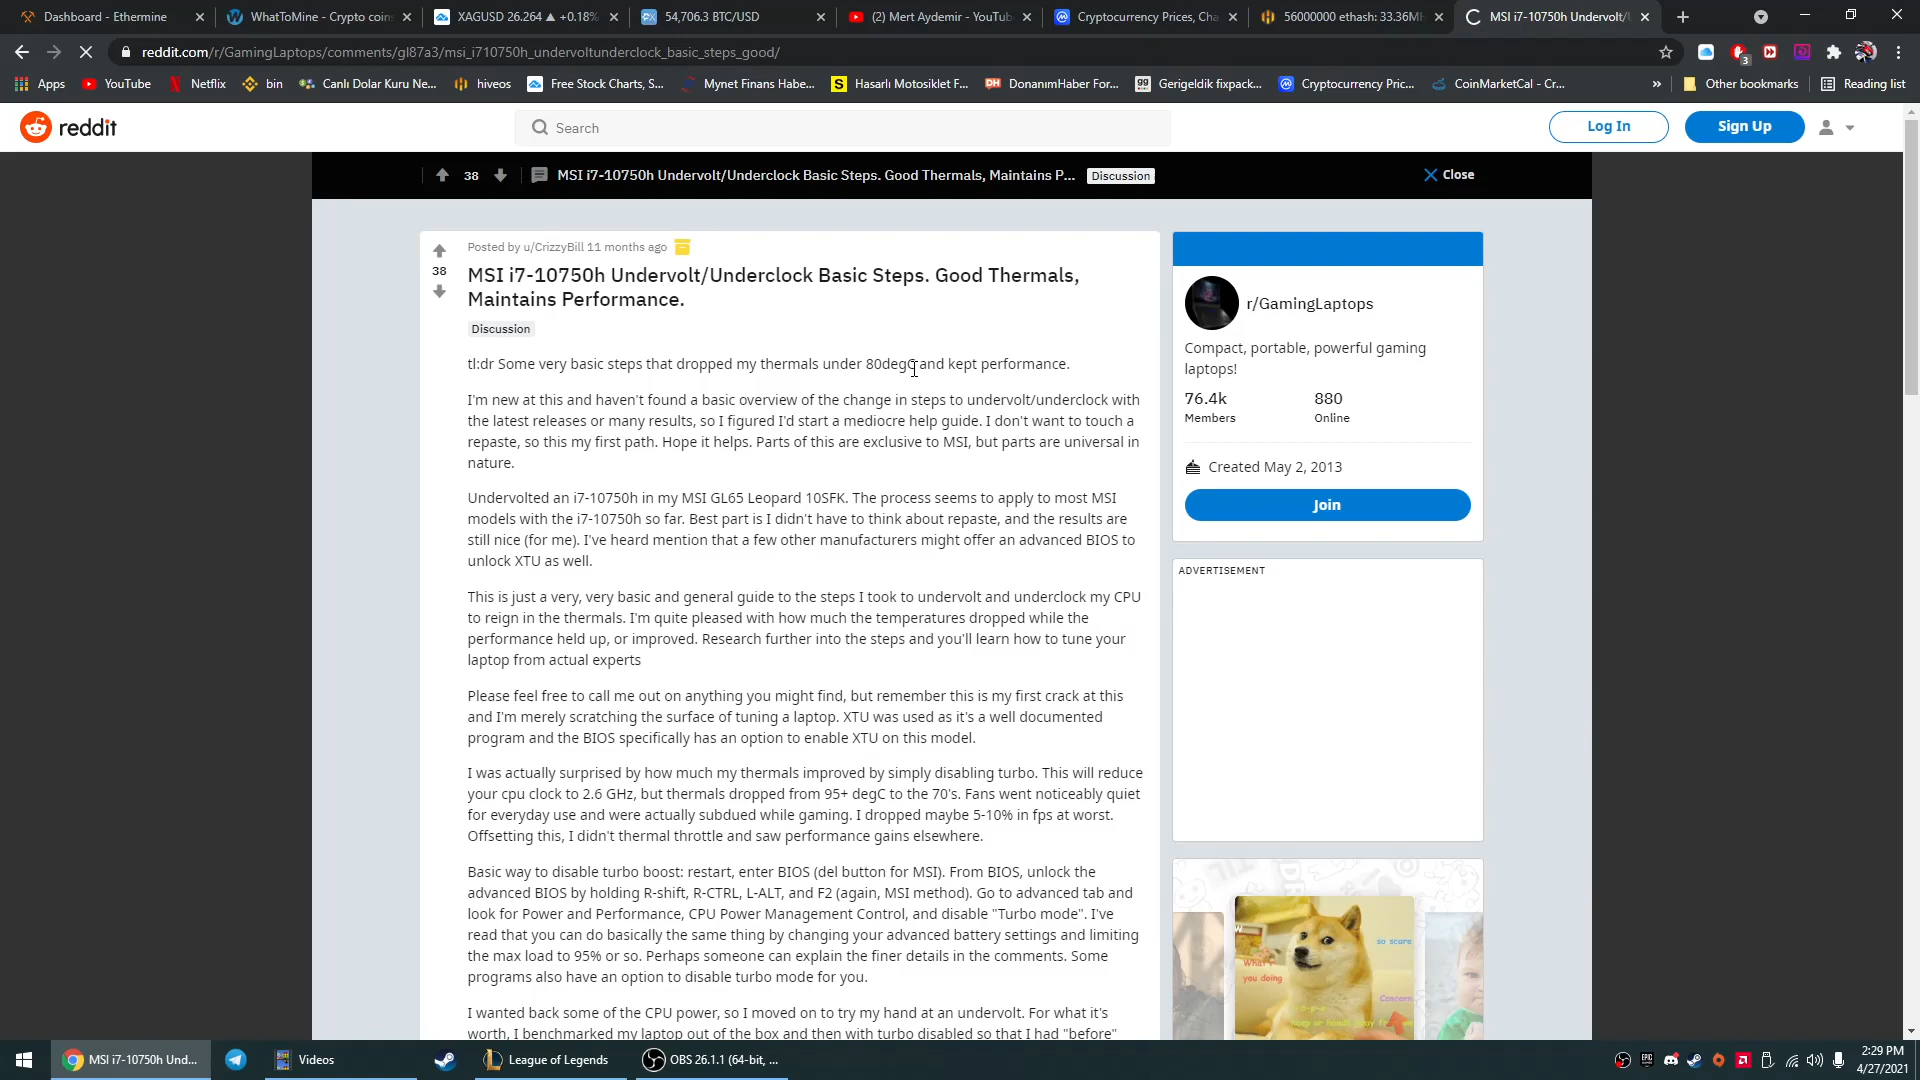 Dashboard - Ethermine
WhatToMine - Crypto coin
XAGUSD 26.264 ▲ +0.18%
54,706.3 BTC/USD
(2) Mert Aydemir - YouTub
Cryptocurrency Prices, Cha
56000000 ethash: 33.36M
MSI i7-10750h Undervolt/U
reddit.com/r/GamingLaptops/comments/gl87a3/msi_i710750h_undervoltunderclock_basic_steps_good/
3
Apps
YouTube
Netflix
bin
Canlı Dolar Kuru Ne...
hiveos
Free Stock Charts, S...
Mynet Finans Habe...
Hasarlı Motosiklet F...
DonanımHaber For...
Gerigeldik fixpack...
Cryptocurrency Pric...
CoinMarketCal - Cr...
»
Other bookmarks
Reading list
reddit
Search
Log In
Sign Up
38
MSI i7-10750h Undervolt/Underclock Basic Steps. Good Thermals, Maintains P...
Discussion
Close
Posted by u/CrizzyBill 11 months ago
38
MSI i7-10750h Undervolt/Underclock Basic Steps. Good Thermals,
Maintains Performance.
Discussion
tl:dr Some very basic steps that dropped my thermals under 80degC and kept performance.
I'm new at this and haven't found a basic overview of the change in steps to undervolt/underclock with
the latest releases or many results, so I figured I'd start a mediocre help guide. I don't want to touch a
repaste, so this my first path. Hope it helps. Parts of this are exclusive to MSI, but parts are universal in
nature.
Undervolted an i7-10750h in my MSI GL65 Leopard 10SFK. The process seems to apply to most MSI
models with the i7-10750h so far. Best part is I didn't have to think about repaste, and the results are
still nice (for me). I've heard mention that a few other manufacturers might offer an advanced BIOS to
unlock XTU as well.
This is just a very, very basic and general guide to the steps I took to undervolt and underclock my CPU
to reign in the thermals. I'm quite pleased with how much the temperatures dropped while the
performance held up, or improved. Research further into the steps and you'll learn how to tune your
laptop from actual experts
Please feel free to call me out on anything you might find, but remember this is my first crack at this
and I'm merely scratching the surface of tuning a laptop. XTU was used as it's a well documented
program and the BIOS specifically has an option to enable XTU on this model.
I was actually surprised by how much my thermals improved by simply disabling turbo. This will reduce
your cpu clock to 2.6 GHz, but thermals dropped from 95+ degC to the 70's. Fans went noticeably quiet
for everyday use and were actually subdued while gaming. I dropped maybe 5-10% in fps at worst.
Offsetting this, I didn't thermal throttle and saw performance gains elsewhere.
Basic way to disable turbo boost: restart, enter BIOS (del button for MSI). From BIOS, unlock the
advanced BIOS by holding R-shift, R-CTRL, L-ALT, and F2 (again, MSI method). Go to advanced tab and
look for Power and Performance, CPU Power Management Control, and disable "Turbo mode". I've
read that you can do basically the same thing by changing your advanced battery settings and limiting
the max load to 95% or so. Perhaps someone can explain the finer details in the comments. Some
programs also have an option to disable turbo mode for you.
I wanted back some of the CPU power, so I moved on to try my hand at an undervolt. For what it's
worth, I benchmarked my laptop out of the box and then with turbo disabled so that I had "before"
r/GamingLaptops
Compact, portable, powerful gaming
laptops!
76.4k
880
Members
Online
Created May 2, 2013
Join
ADVERTISEMENT
so scare
you doing
Concern
MSI i7-10750h Und...
Videos
League of Legends
OBS 26.1.1 (64-bit, ...
2:29 PM
4/27/2021